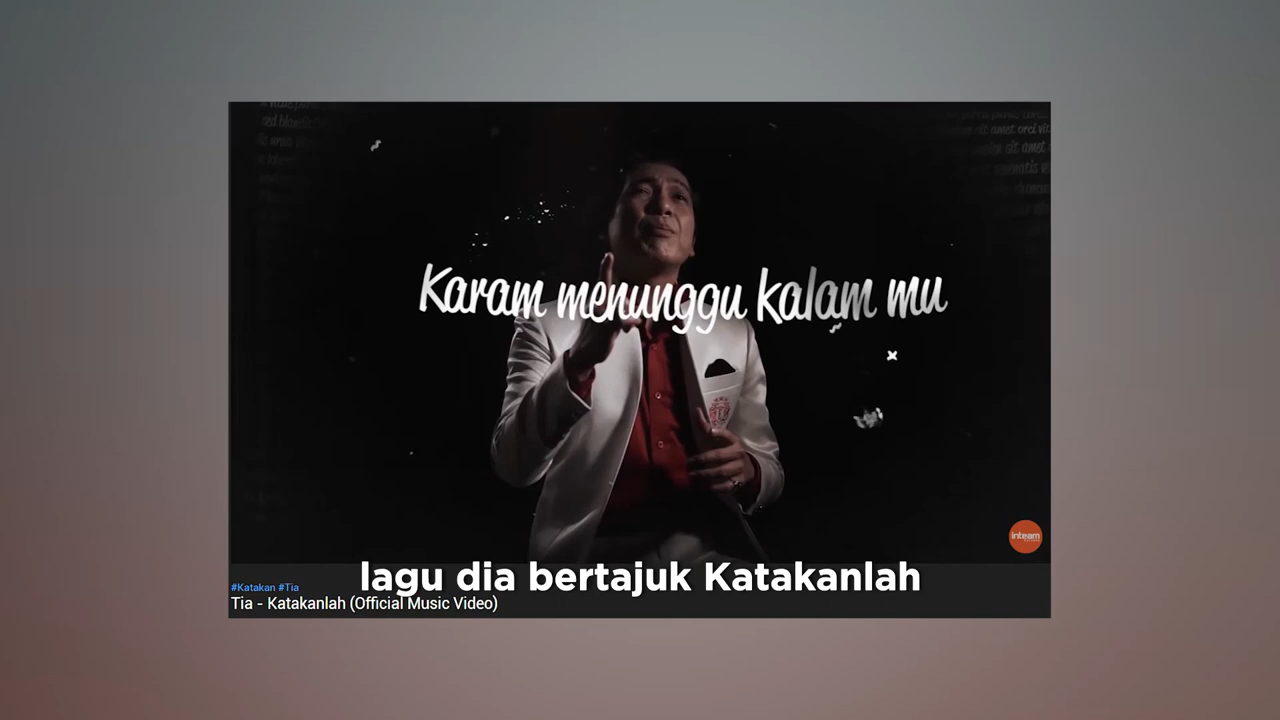 Karam menunggu kalam mu
inteam
lagu dia bertajuk Katakanlah
#Katakan #Tia
Tia - Katakanlah (Official Music Video)